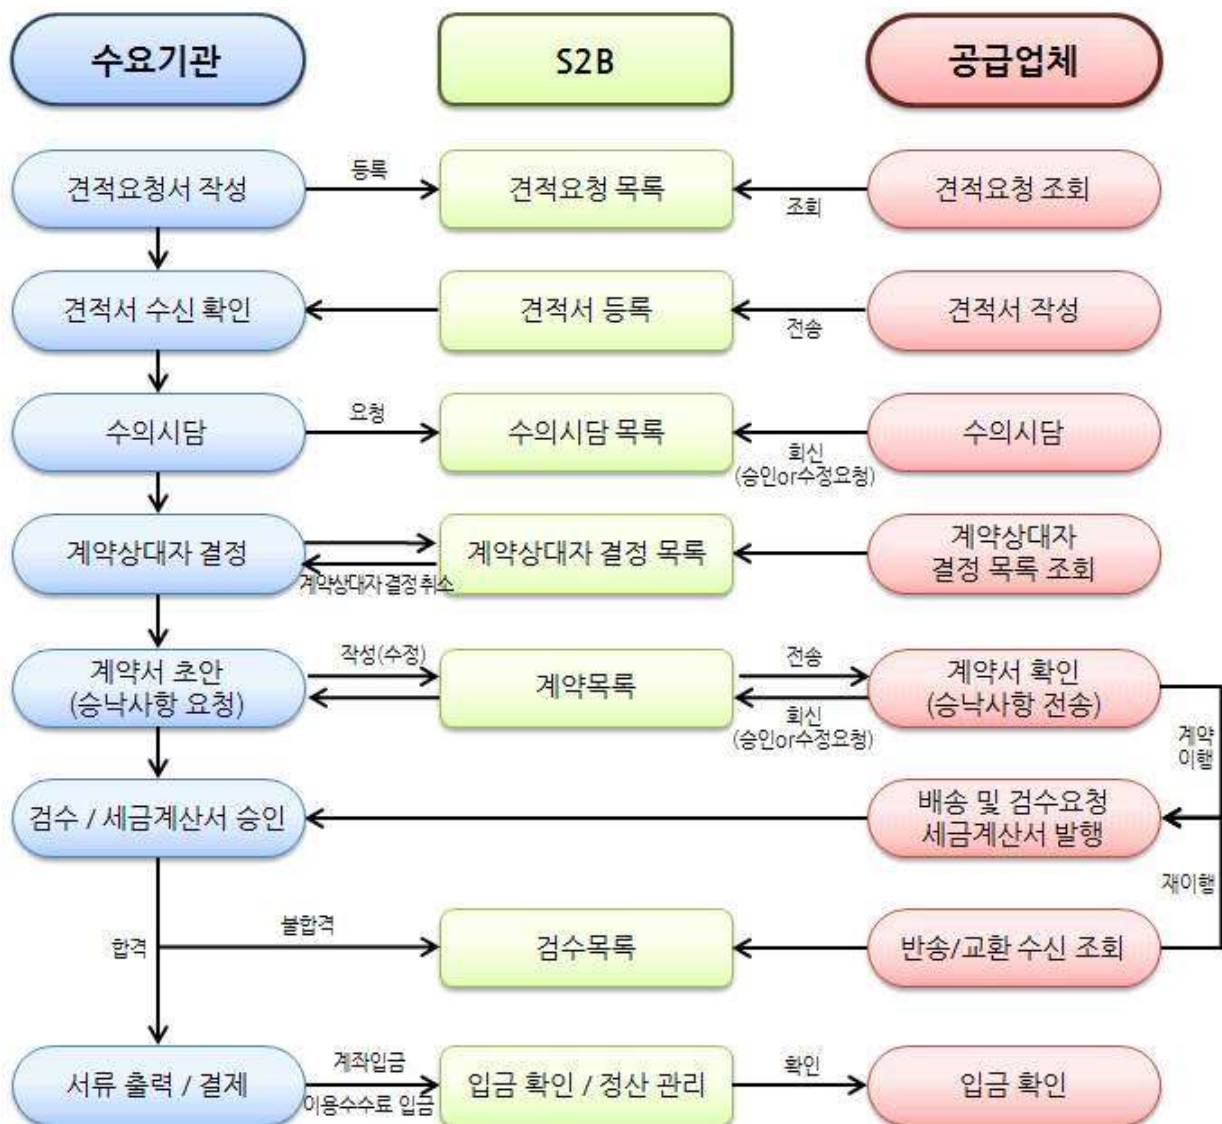 수요기관
S2B
공급업체
견적요청서 작성
등록
견적요청 목록
조회
견적요청 조회
견적서 수신 확인
견적서 등록
전송
견적서 작성
수의시담
요청
수의시담 목록
회신
(승인or수정요청)
수의시담
계약상대자 결정
계약상대자 결정 취소
계약상대자 결정 목록
계약상대자
결정 목록 조회
계약서 초안
(승낙사항 요청)
작성(수정)
계약목록
전송
회신
(승인or수정요청)
계약서 확인
(승낙사항 전송)
계약
이행
검수 / 세금계산서 승인
배송 및 검수요청
세금계산서 발행
재이행
합격
불합격
검수목록
반송/교환 수신 조회
서류 출력 / 결제
계좌입금
이용수수료 입금
입금 확인 / 정산 관리
확인
입금 확인